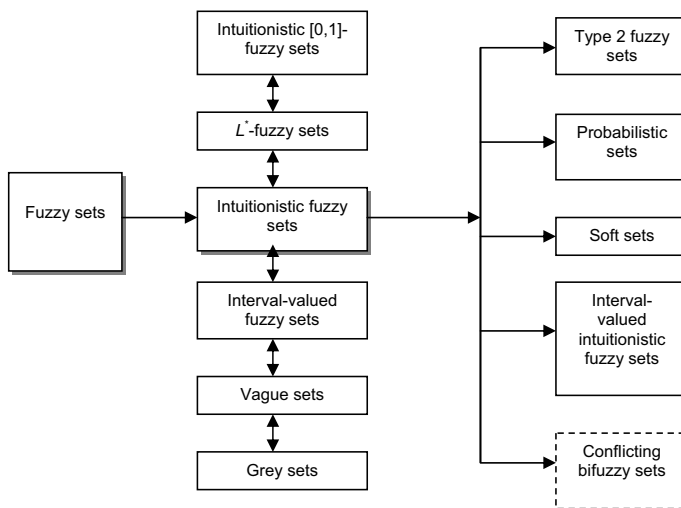 Intuitionistic [0,1]-
fuzzy sets
L*-fuzzy sets
Fuzzy sets
Intuitionistic fuzzy
sets
Interval-valued
fuzzy sets
Vague sets
Grey sets
Type 2 fuzzy
sets
Probabilistic
sets
Soft sets
Interval-
valued
intuitionistic
fuzzy sets
Conflicting
bifuzzy sets